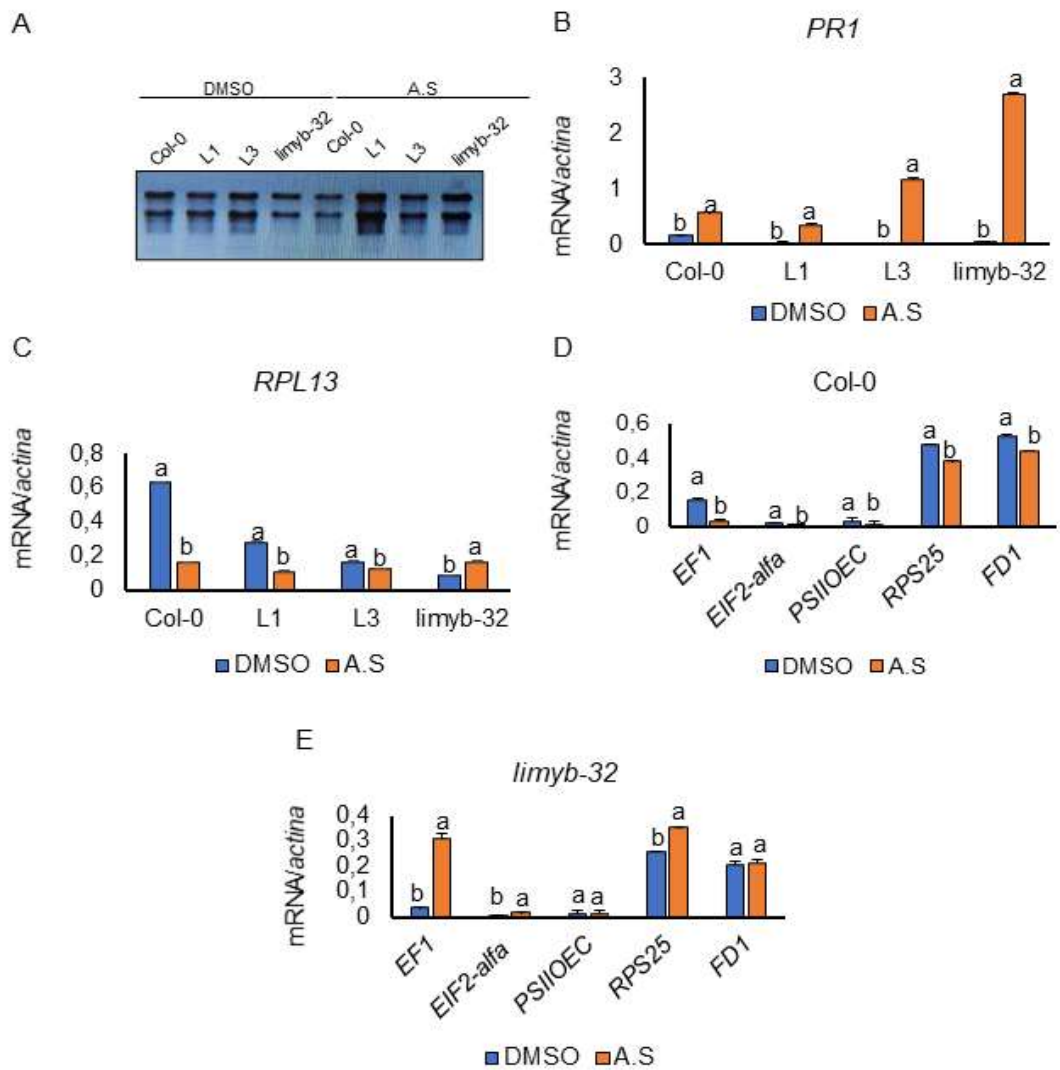 A
DMSO A.S
Col-0 L1 L3 limyb-32 Col-0 L1 L3 limyb-32
B
PR1
mRNA/actina
3
2
1
0
b a b a b a b a
Col-0 L1 L3 limyb-32
DMSO A.S
C
RPL13
mRNA/actina
0,8
0,6
0,4
0,2
0
a b a b a b b a
Col-0 L1 L3 limyb-32
DMSO A.S
D
Col-0
mRNA/actina
0,6
0,4
0,2
0
a b a b a b a b a b
EF1 EIF2-alfa PSIIOEC RPS25 FD1
DMSO A.S
E
limyb-32
mRNA/actina
0,4
0,3
0,2
0,1
0
b a b a a a b a a a
EF1 EIF2-alfa PSIIOEC RPS25 FD1
DMSO A.S